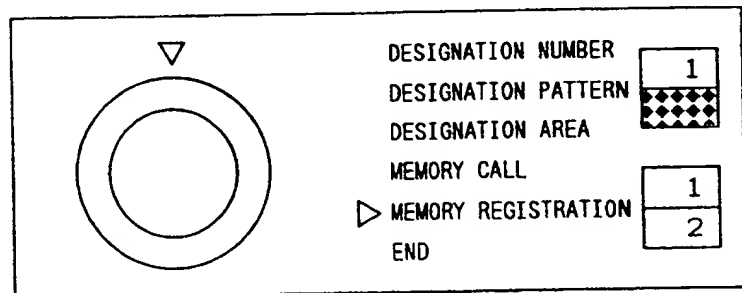 DESIGNATION NUMBER 1
DESIGNATION PATTERN
DESIGNATION AREA
MEMORY CALL 1
MEMORY REGISTRATION 2
END